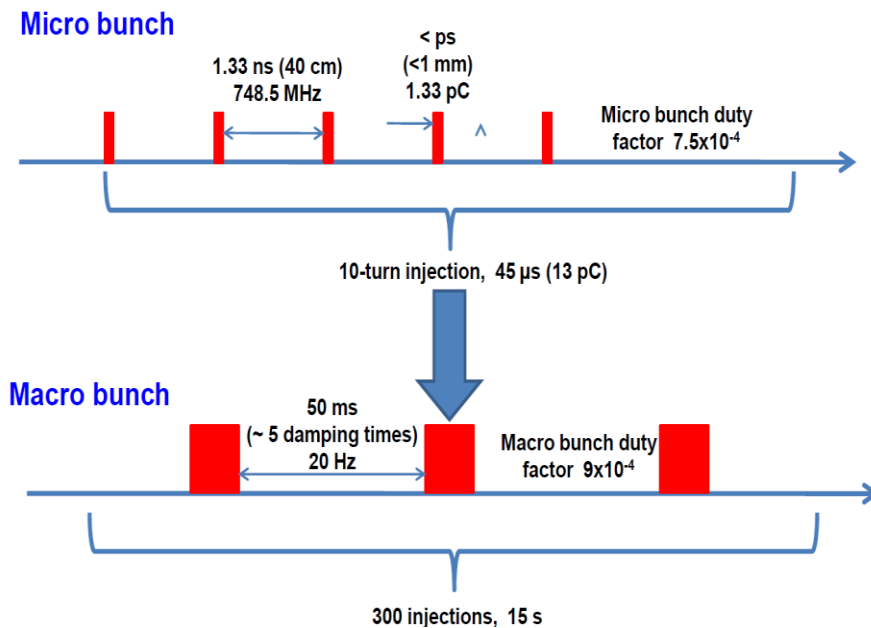 Micro bunch
1.33 ns (40 cm)
748.5 MHz
< ps
(<1 mm)
1.33 pC
^
Micro bunch duty
factor 7.5x10⁻⁴
10-turn injection, 45 µs (13 pC)
Macro bunch
50 ms
(~ 5 damping times)
20 Hz
Macro bunch duty
factor 9x10⁻⁴
300 injections, 15 s